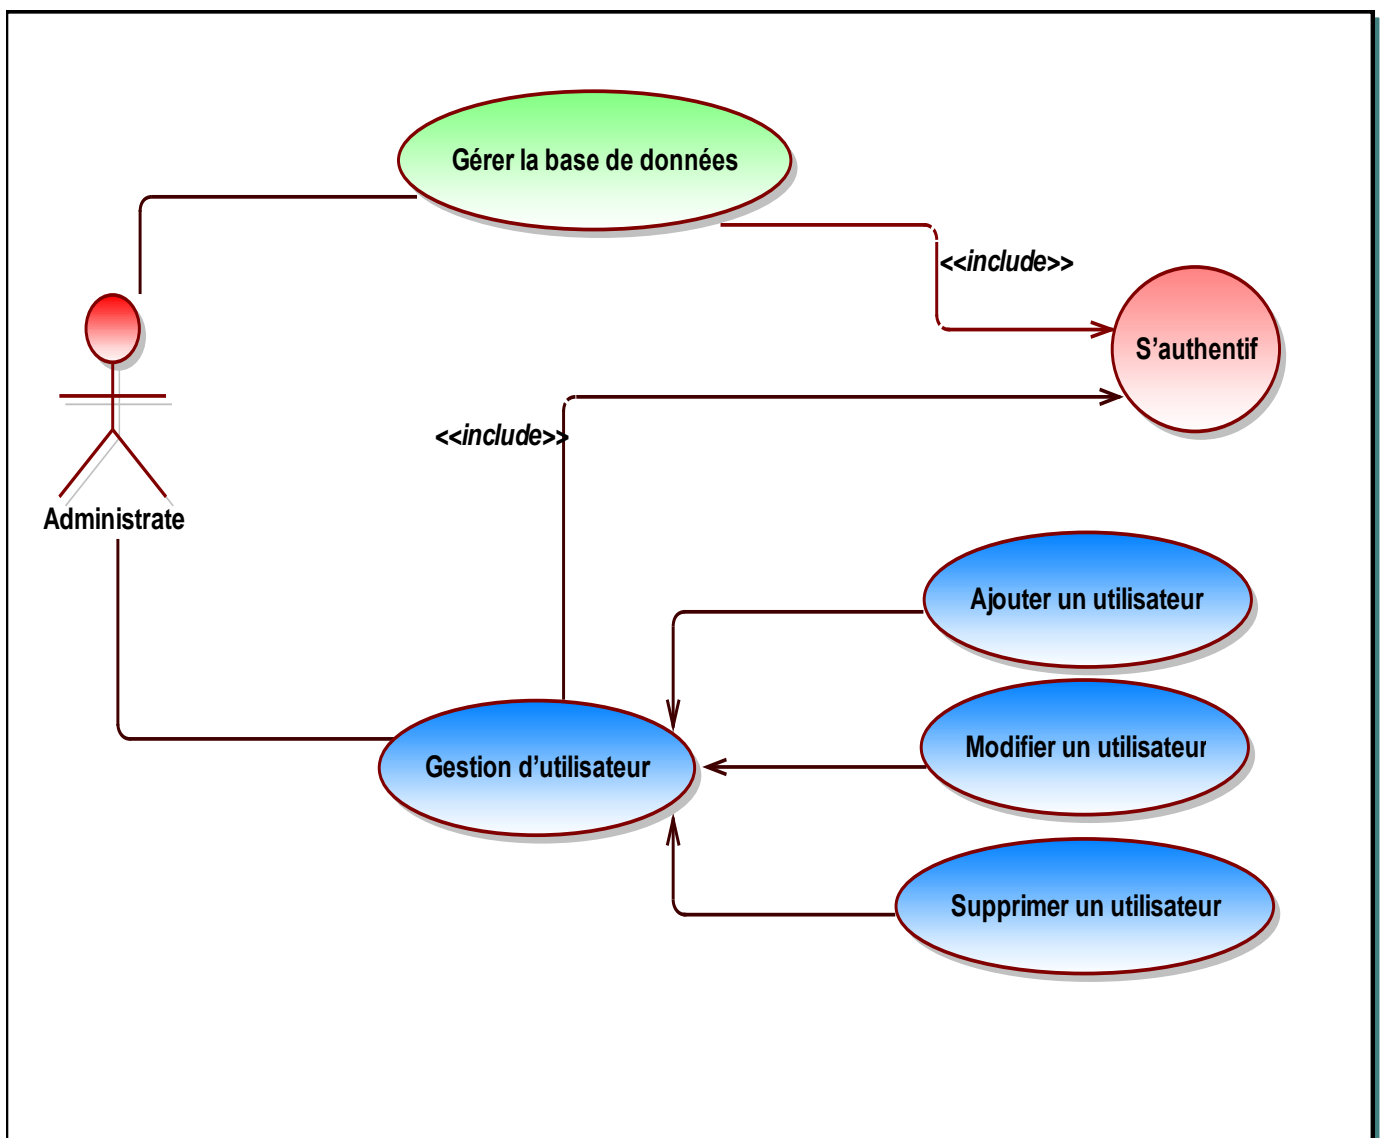 Gérer la base de données
<<include>>
S’authentif
<<include>>
Administrate
Ajouter un utilisateur
Modifier un utilisateur
Gestion d’utilisateur
Supprimer un utilisateur